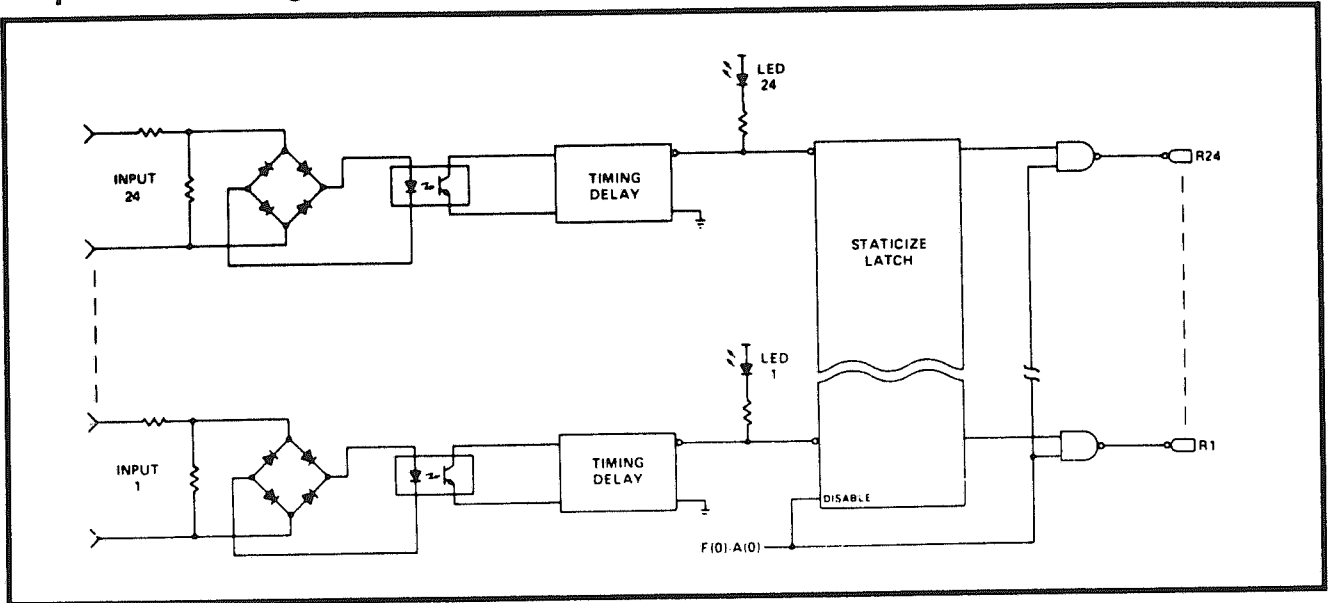 LED
24
INPUT
24
TIMING
DELAY
R24
STATICIZE
LATCH
LED
1
INPUT
1
TIMING
DELAY
R1
DISABLE
F(0)·A(0)